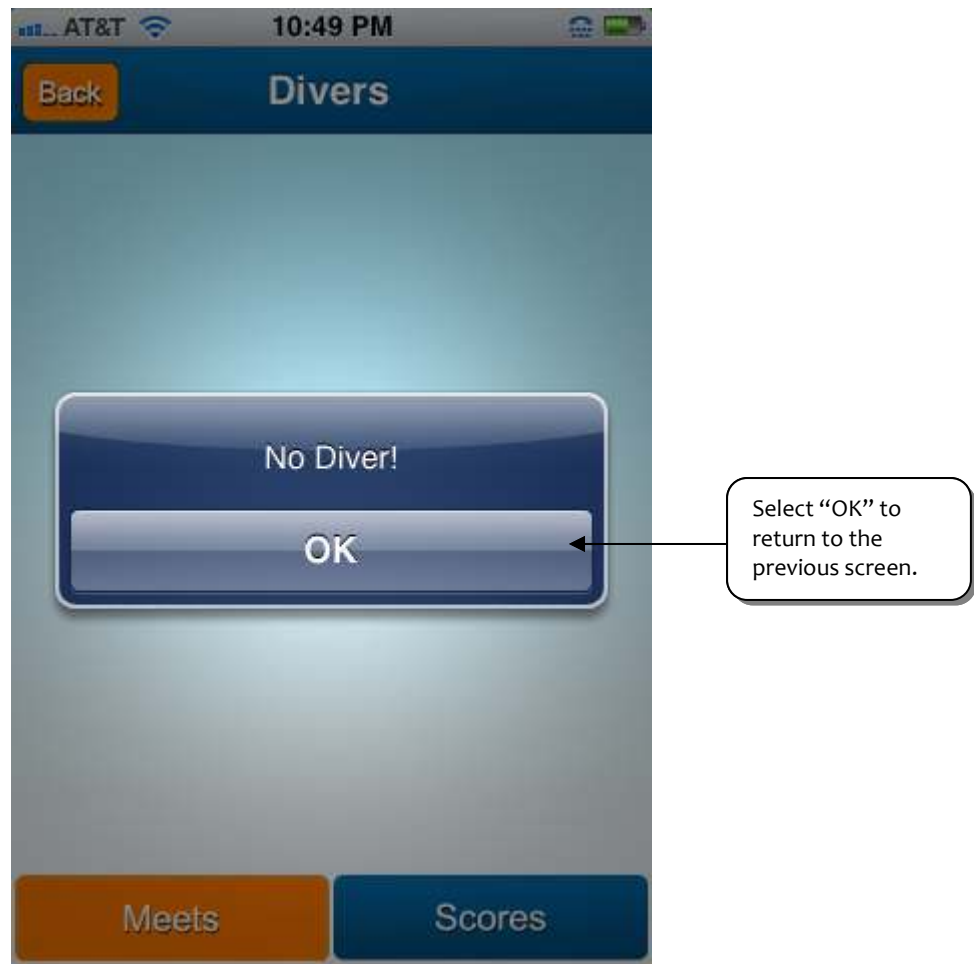 AT&T 10:49 PM
Back Divers
No Diver!
OK
Select “OK” to
return to the
previous screen.
Meets Scores